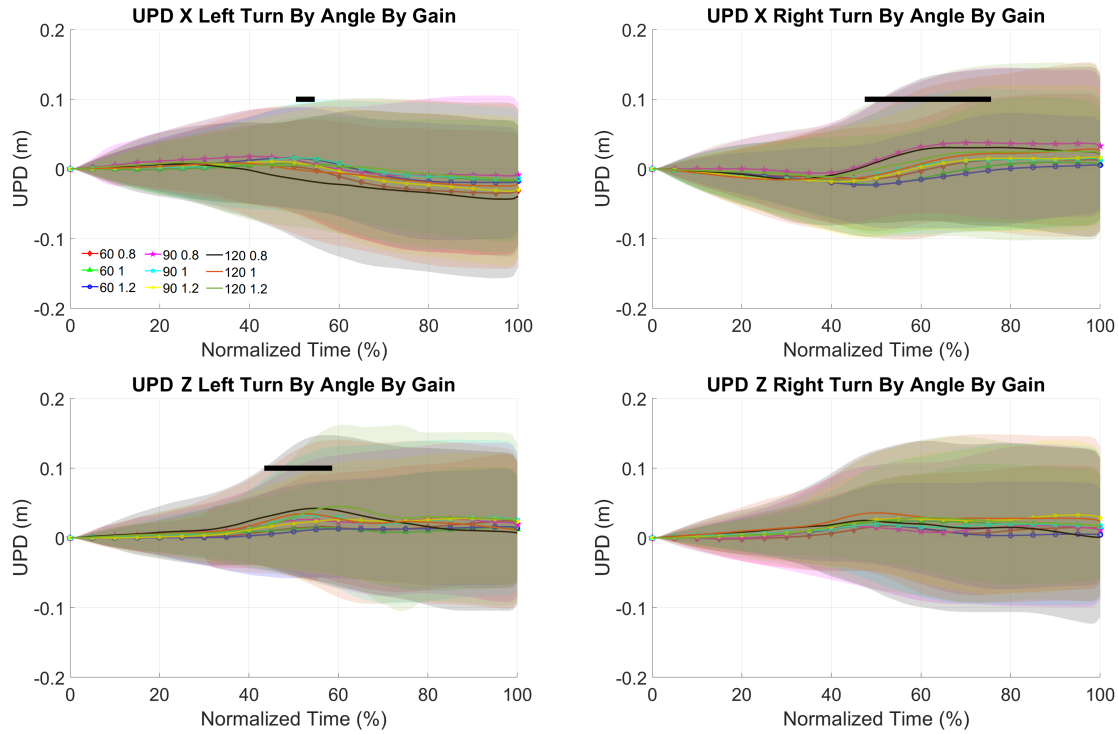 UPD X Left Turn By Angle By Gain
0.2
0.1
0
-0.1
-0.2
UPD (m)
60 0.8 90 0.8 120 0.8
60 1 90 1 120 1
60 1.2 90 1.2 120 1.2
0 20 40 60 80 100
Normalized Time (%)
UPD X Right Turn By Angle By Gain
0.2
0.1
0
-0.1
-0.2
UPD (m)
0 20 40 60 80 100
Normalized Time (%)
UPD Z Left Turn By Angle By Gain
0.2
0.1
0
-0.1
-0.2
UPD (m)
0 20 40 60 80 100
Normalized Time (%)
UPD Z Right Turn By Angle By Gain
0.2
0.1
0
-0.1
-0.2
UPD (m)
0 20 40 60 80 100
Normalized Time (%)